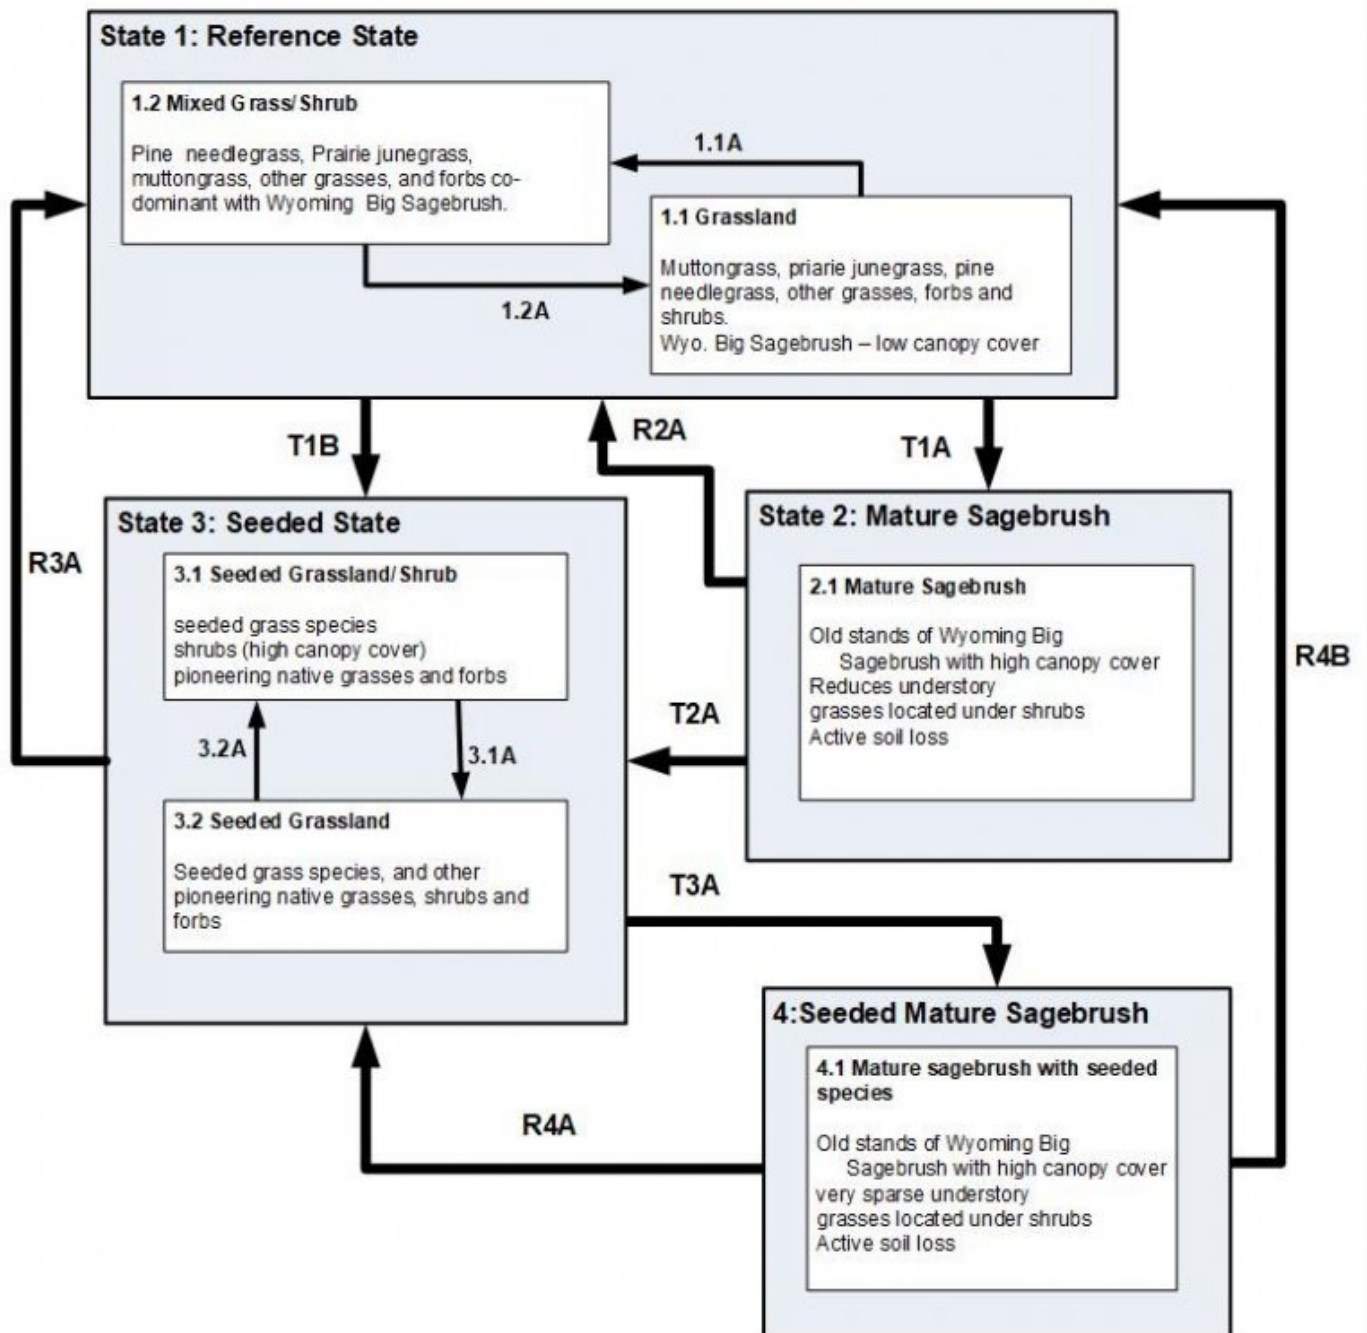 State 1: Reference State
1.2 Mixed Grass/Shrub
Pine needlegrass, Prairie junegrass,
muttongrass, other grasses, and forbs co-
dominant with Wyoming Big Sagebrush.
1.1A
1.1 Grassland
Muttongrass, priarie junegrass, pine
needlegrass, other grasses, forbs and
shrubs.
Wyo. Big Sagebrush – low canopy cover
1.2A
T1B
R2A
T1A
R3A
State 3: Seeded State
3.1 Seeded Grassland/Shrub
seeded grass species
shrubs (high canopy cover)
pioneering native grasses and forbs
3.2A
3.1A
3.2 Seeded Grassland
Seeded grass species, and other
pioneering native grasses, shrubs and
forbs
State 2: Mature Sagebrush
2.1 Mature Sagebrush
Old stands of Wyoming Big
Sagebrush with high canopy cover
Reduces understory
grasses located under shrubs
Active soil loss
R4B
T2A
T3A
4:Seeded Mature Sagebrush
4.1 Mature sagebrush with seeded
species
Old stands of Wyoming Big
Sagebrush with high canopy cover
very sparse understory
grasses located under shrubs
Active soil loss
R4A